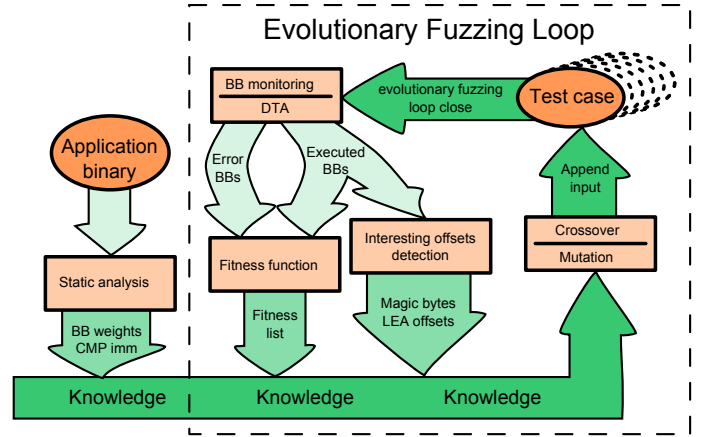 Evolutionary Fuzzing Loop
BB monitoring
DTA
evolutionary fuzzing
loop close
Test case
Application
binary
Error
BBs
Executed
BBs
Append
input
Static analysis
Fitness function
Interesting offsets
detection
Crossover
Mutation
BB weights
CMP imm
Fitness
list
Magic bytes
LEA offsets
Knowledge
Knowledge
Knowledge